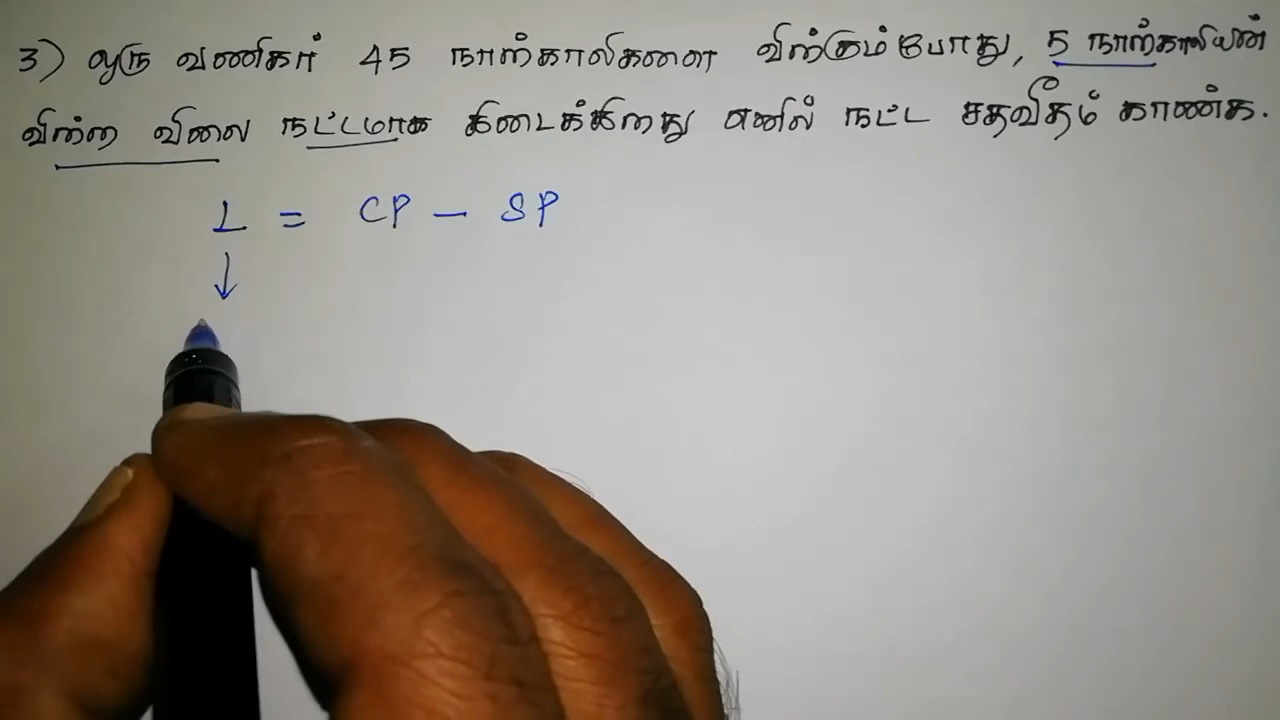 3) ஒரு வணிகர் 45 நாற்காலிகளை விற்கும்போது, 5 நாற்காலியின்
விற்ற விலை நட்டமாக கிடைக்கிறது எனில் நட்ட சதவீதம் காண்க.
L = CP - SP
↓